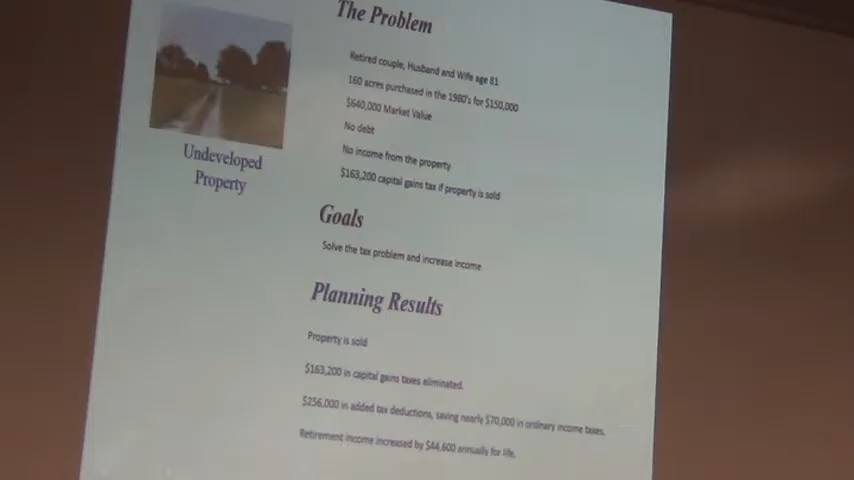 The Problem
Retired couple, Husband and Wife age 81
160 acres purchased in the 1980's for $150,000
$640,000 Market Value
No debt
No income from the property
$163,200 capital gains tax if property is sold
Undeveloped
Property
Goals
Solve the tax problem and increase income
Planning Results
Property is sold
$163,200 in capital gains taxes eliminated.
$256,000 in added tax deductions, saving nearly $70,000 in ordinary income taxes.
Retirement income increased by $44,600 annually for life.